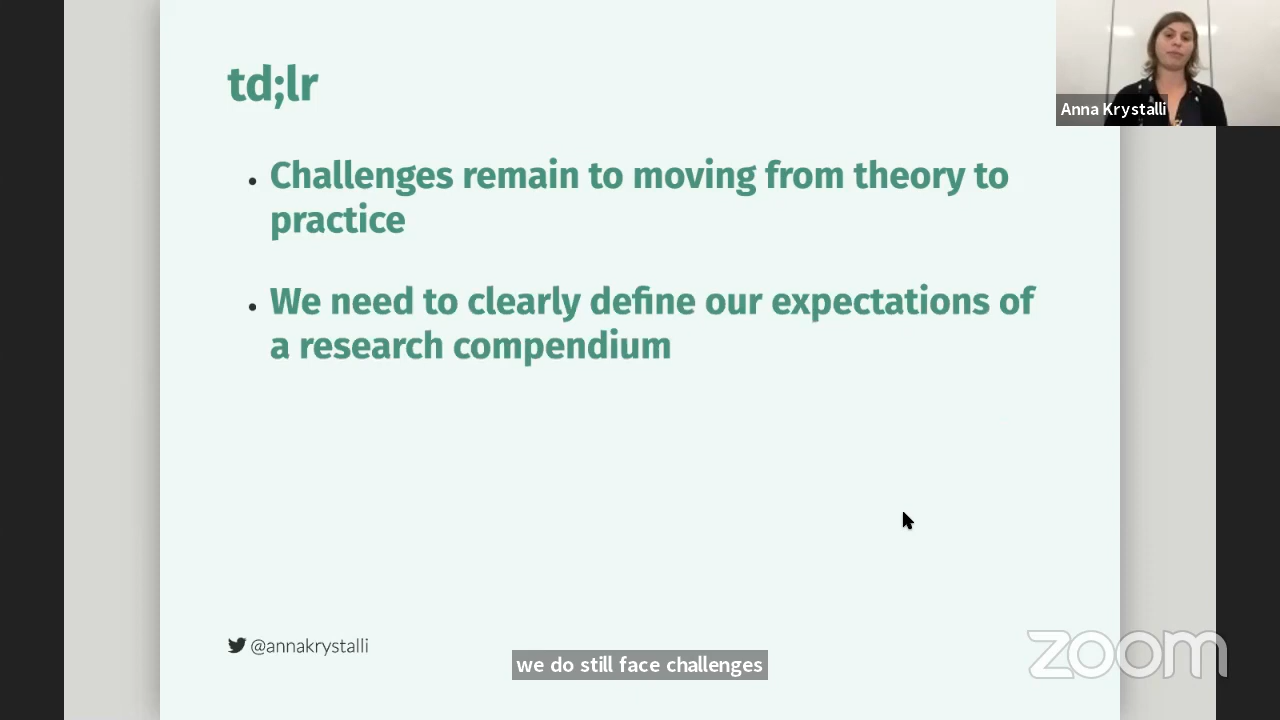 td;lr
Anna Krystalli
• Challenges remain to moving from theory to
practice
• We need to clearly define our expectations of
a research compendium
@annakrystalli
we do still face challenges
zoom